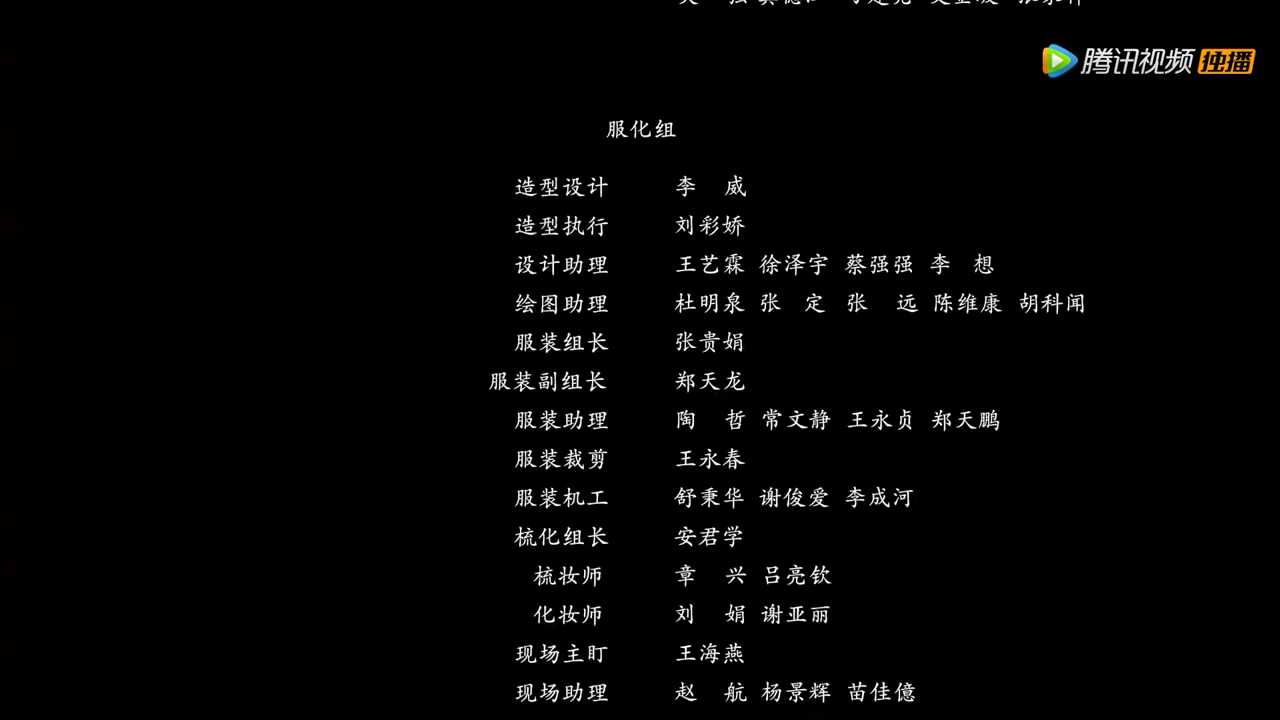 腾讯视频 独播
服化组
造型设计 李 威
造型执行 刘彩娇
设计助理 王艺霖 徐泽宇 蔡强强 李 想
绘图助理 杜明泉 张 定 张 远 陈维康 胡科闻
服装组长 张贵娟
服装副组长 郑天龙
服装助理 陶 哲 常文静 王永贞 郑天鹏
服装裁剪 王永春
服装机工 舒秉华 谢俊爱 李成河
梳化组长 安君学
梳妆师 章 兴 吕亮钦
化妆师 刘 娟 谢亚丽
现场主盯 王海燕
现场助理 赵 航 杨景辉 苗佳億